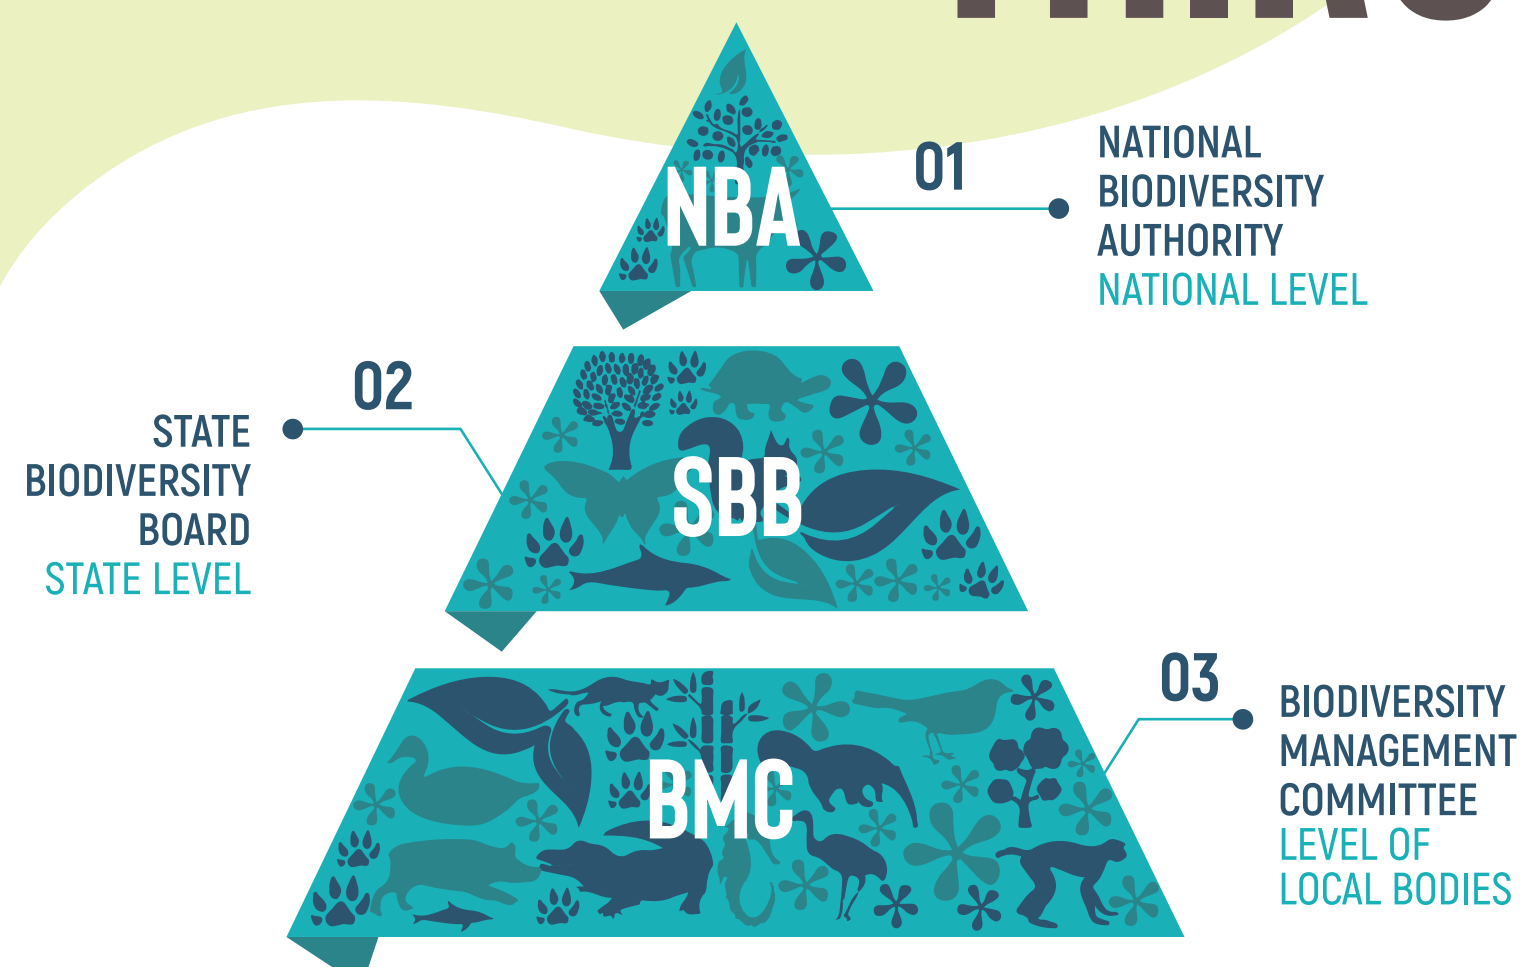 NBA
01
NATIONAL
BIODIVERSITY
AUTHORITY
NATIONAL LEVEL
02
STATE
BIODIVERSITY
BOARD
STATE LEVEL
SBB
03
BIODIVERSITY
MANAGEMENT
COMMITTEE
LEVEL OF
LOCAL BODIES
BMC